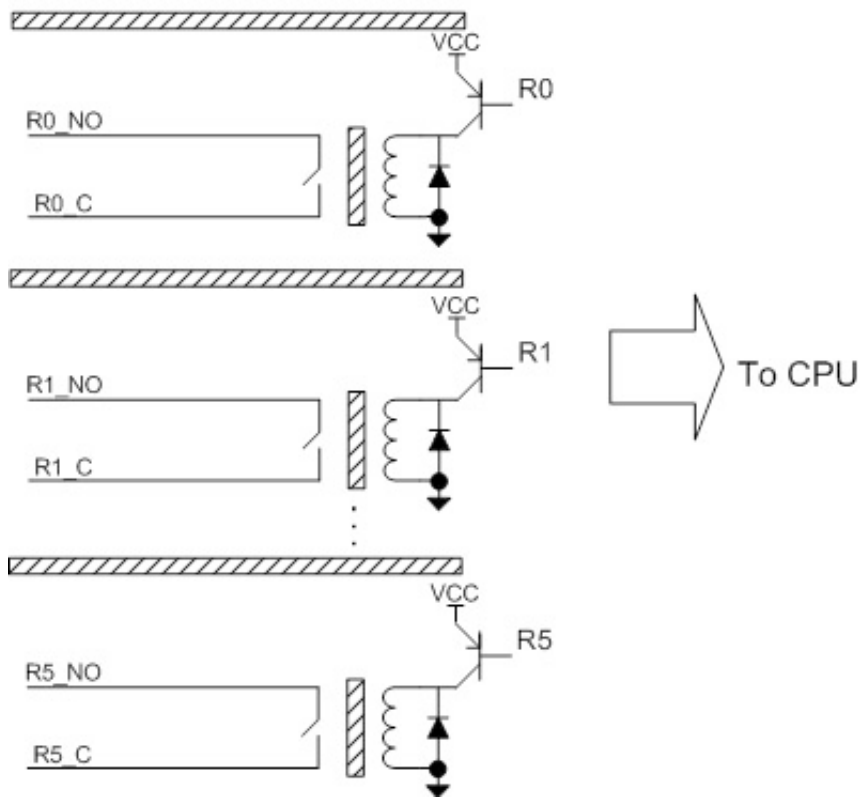 VCC
R0
R0_NO
R0_C
VCC
R1
R1_NO
To CPU
R1_C
VCC
R5
R5_NO
R5_C